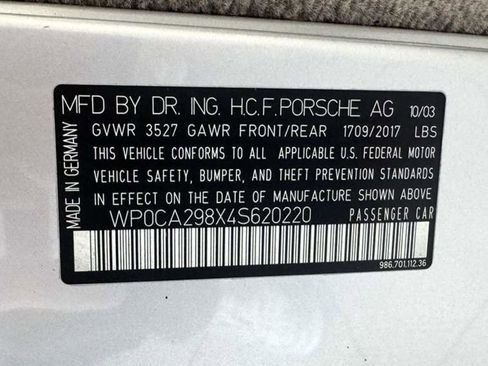 MFD BY DR. ING. H.C.F. PORSCHE AG 10/03
GVWR 3527 GAWR FRONT/REAR 1709/2017 LBS
THIS VEHICLE CONFORMS TO ALL APPLICABLE U.S. FEDERAL MOTOR
VEHICLE SAFETY, BUMPER, AND THEFT PREVENTION STANDARDS
IN EFFECT ON THE DATE OF MANUFACTURE SHOWN ABOVE
WP0CA298X4S620220 PASSENGER CAR
MADE IN GERMANY
986.701.112.36